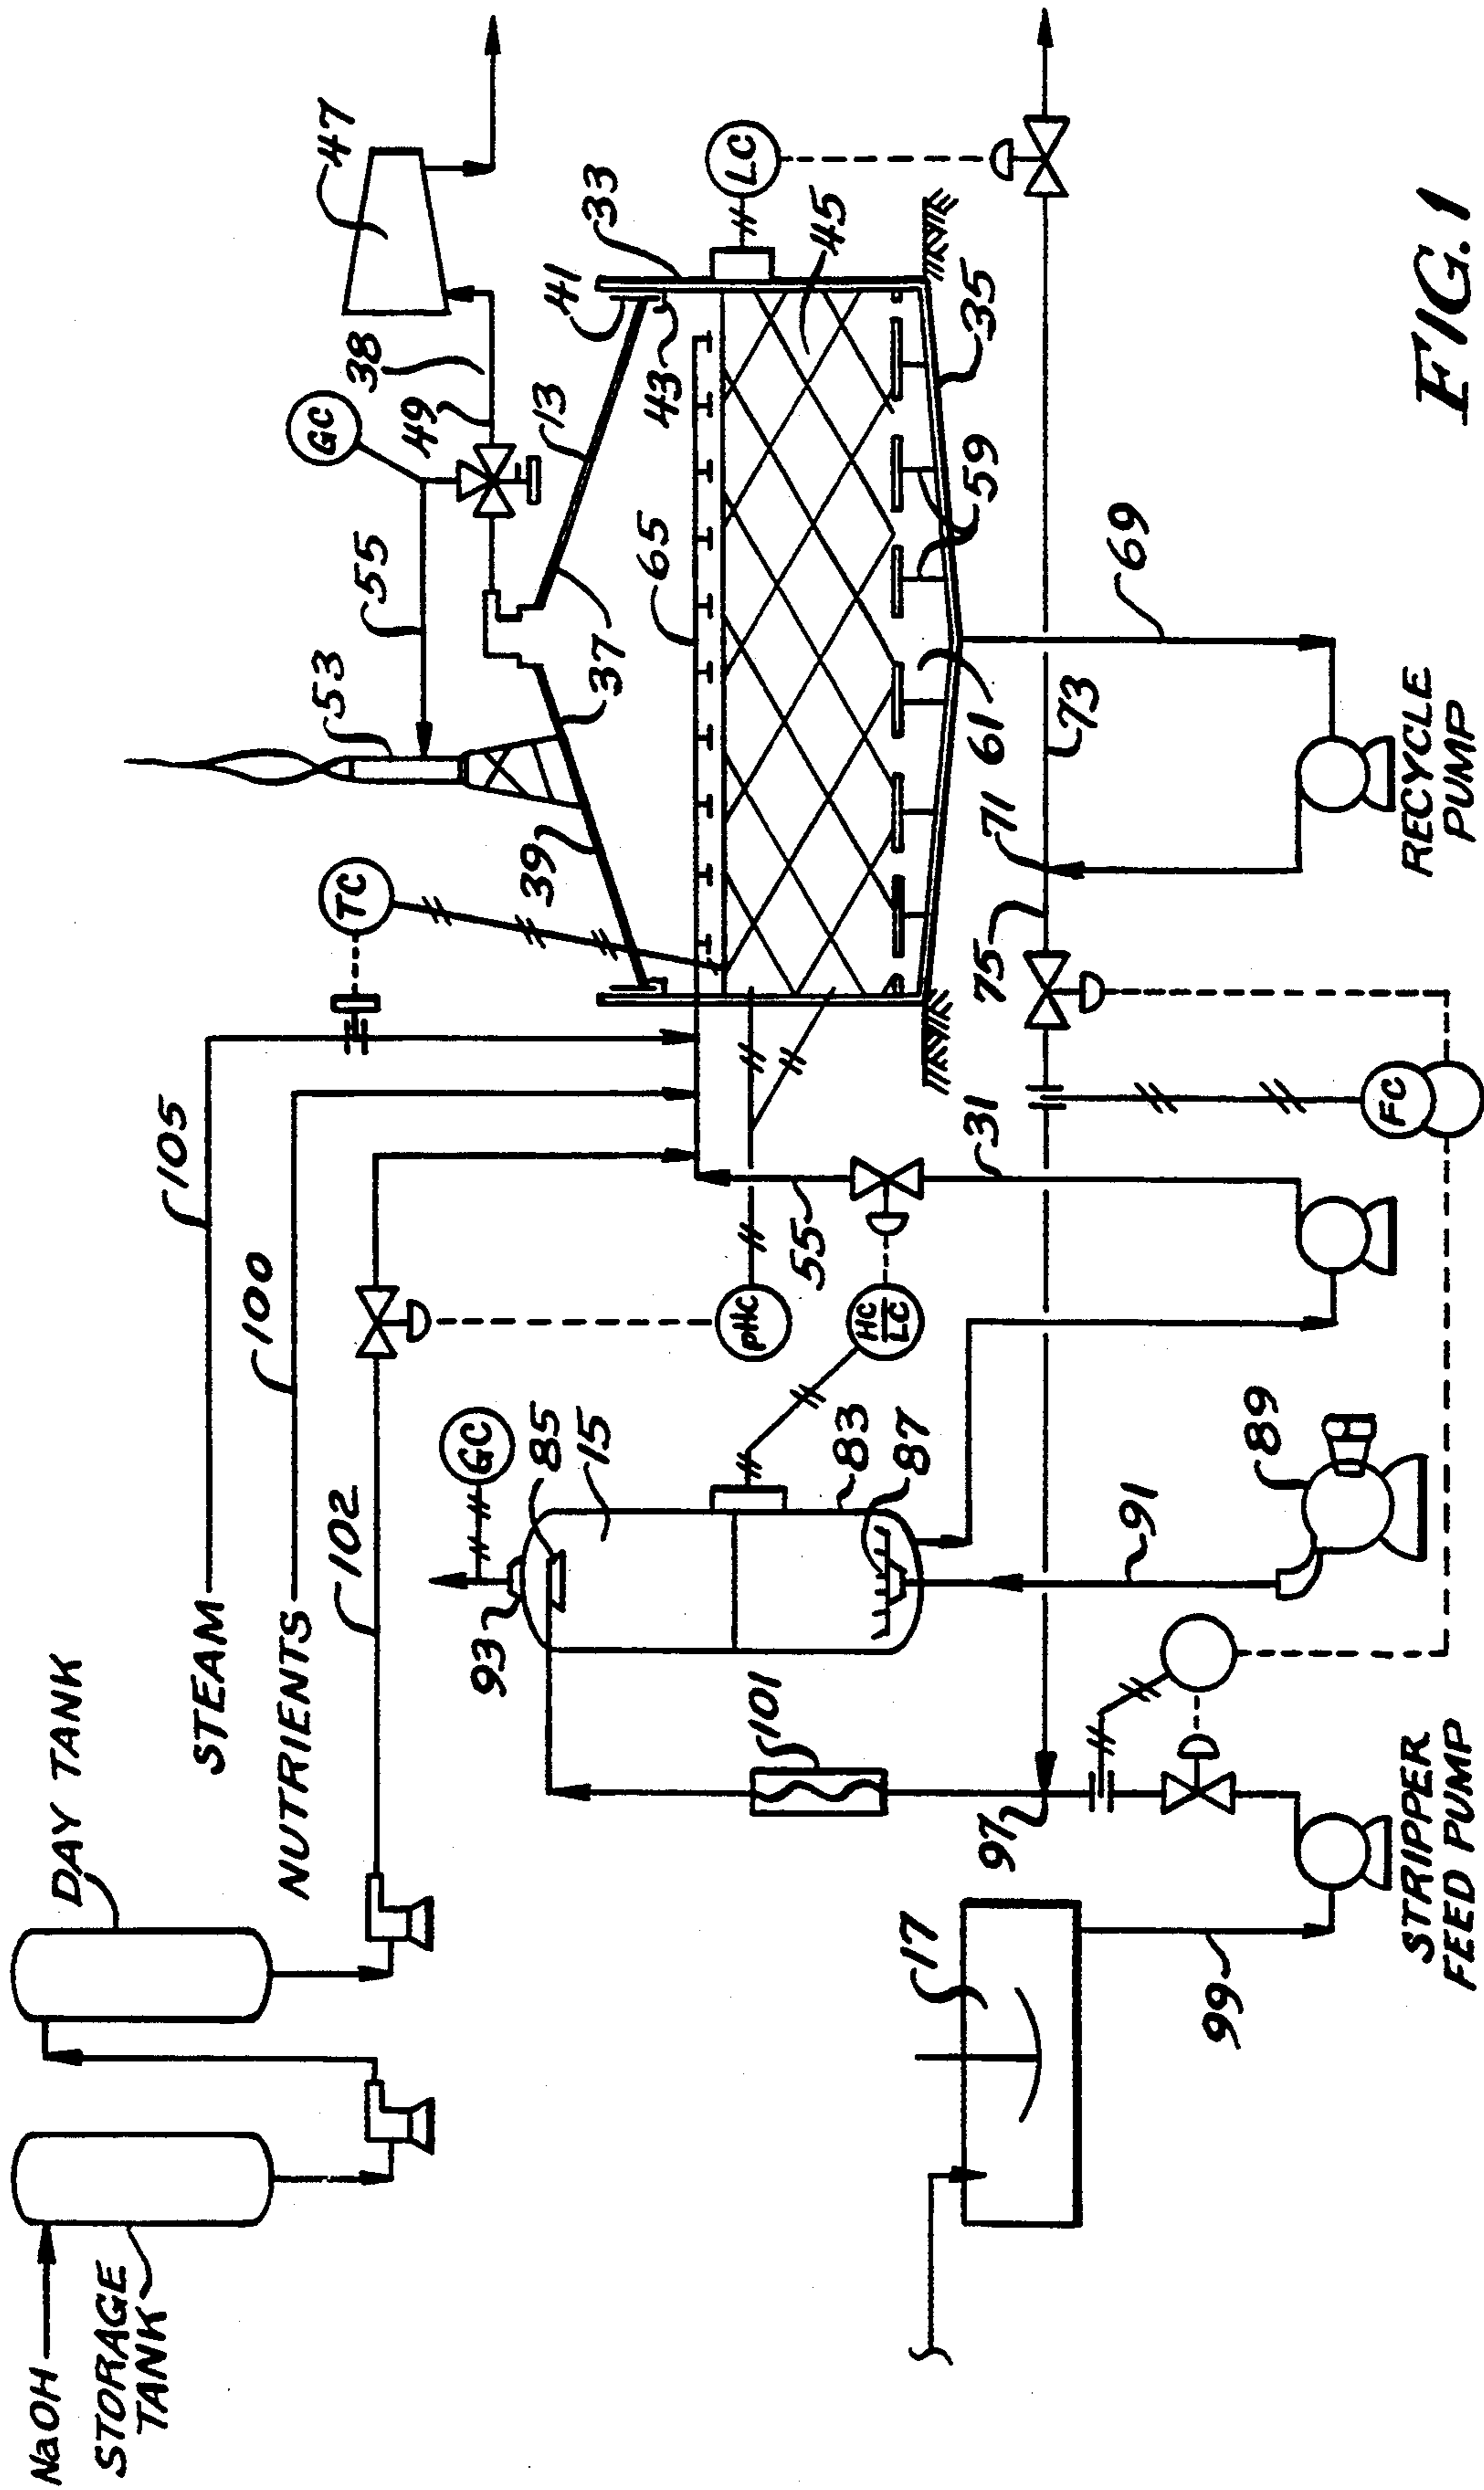 NaOH
STORAGE
TANK
DAY TANK
STEAM
NUTRIENTS
105
100
102
TC
GC
53
55
49
38
47
39
37
13
41
43
33
65
45
LC
GC
85
15
93
83
87
pHC
HC
LC
55
31
101
97
91
89
17
99
STRIPPER
FEED PUMP
FC
75
71
73
61
59
35
69
RECYCLE
PUMP
FIG. 1